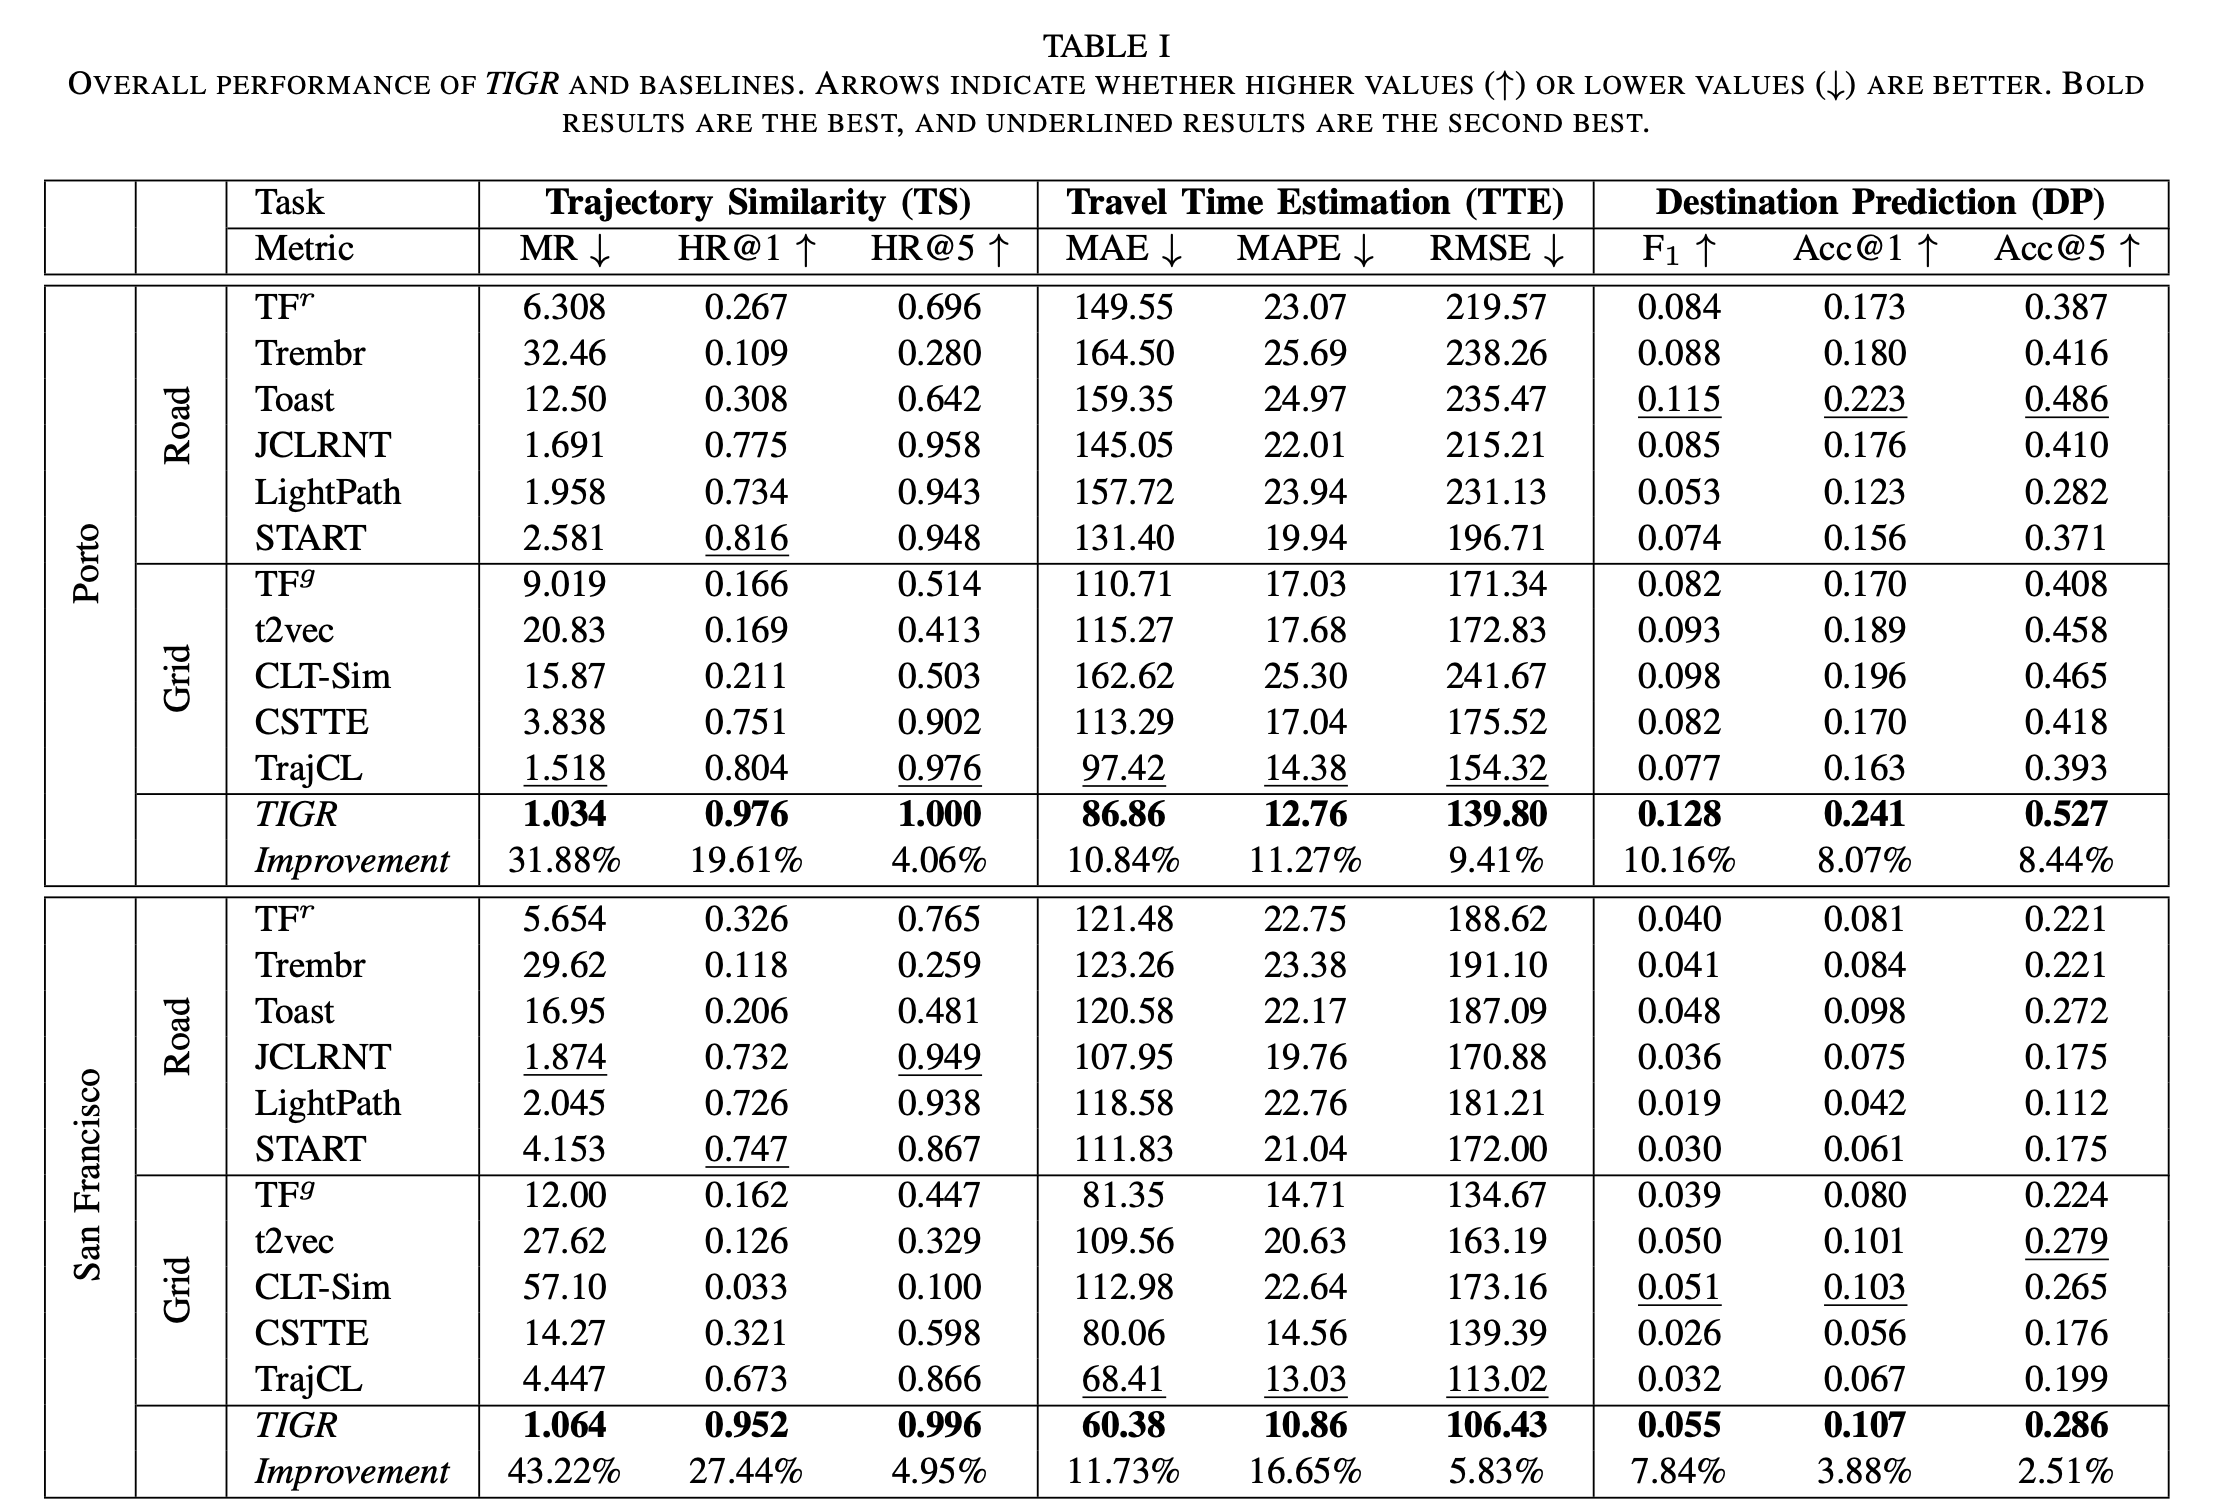 TABLE I
OVERALL PERFORMANCE OF TIGR AND BASELINES. ARROWS INDICATE WHETHER HIGHER VALUES (↑) OR LOWER VALUES (↓) ARE BETTER. BOLD
RESULTS ARE THE BEST, AND UNDERLINED RESULTS ARE THE SECOND BEST.
Task Trajectory Similarity (TS) Travel Time Estimation (TTE) Destination Prediction (DP)
Metric MR ↓ HR@1 ↑ HR@5 ↑ MAE ↓ MAPE ↓ RMSE ↓ F₁ ↑ Acc@1 ↑ Acc@5 ↑
Porto
Road
TFʳ 6.308 0.267 0.696 149.55 23.07 219.57 0.084 0.173 0.387
Trembr 32.46 0.109 0.280 164.50 25.69 238.26 0.088 0.180 0.416
Toast 12.50 0.308 0.642 159.35 24.97 235.47 0.115 0.223 0.486
JCLRNT 1.691 0.775 0.958 145.05 22.01 215.21 0.085 0.176 0.410
LightPath 1.958 0.734 0.943 157.72 23.94 231.13 0.053 0.123 0.282
START 2.581 0.816 0.948 131.40 19.94 196.71 0.074 0.156 0.371
Grid
TFᵍ 9.019 0.166 0.514 110.71 17.03 171.34 0.082 0.170 0.408
t2vec 20.83 0.169 0.413 115.27 17.68 172.83 0.093 0.189 0.458
CLT-Sim 15.87 0.211 0.503 162.62 25.30 241.67 0.098 0.196 0.465
CSTTE 3.838 0.751 0.902 113.29 17.04 175.52 0.082 0.170 0.418
TrajCL 1.518 0.804 0.976 97.42 14.38 154.32 0.077 0.163 0.393
TIGR 1.034 0.976 1.000 86.86 12.76 139.80 0.128 0.241 0.527
Improvement 31.88% 19.61% 4.06% 10.84% 11.27% 9.41% 10.16% 8.07% 8.44%
San Francisco
Road
TFʳ 5.654 0.326 0.765 121.48 22.75 188.62 0.040 0.081 0.221
Trembr 29.62 0.118 0.259 123.26 23.38 191.10 0.041 0.084 0.221
Toast 16.95 0.206 0.481 120.58 22.17 187.09 0.048 0.098 0.272
JCLRNT 1.874 0.732 0.949 107.95 19.76 170.88 0.036 0.075 0.175
LightPath 2.045 0.726 0.938 118.58 22.76 181.21 0.019 0.042 0.112
START 4.153 0.747 0.867 111.83 21.04 172.00 0.030 0.061 0.175
Grid
TFᵍ 12.00 0.162 0.447 81.35 14.71 134.67 0.039 0.080 0.224
t2vec 27.62 0.126 0.329 109.56 20.63 163.19 0.050 0.101 0.279
CLT-Sim 57.10 0.033 0.100 112.98 22.64 173.16 0.051 0.103 0.265
CSTTE 14.27 0.321 0.598 80.06 14.56 139.39 0.026 0.056 0.176
TrajCL 4.447 0.673 0.866 68.41 13.03 113.02 0.032 0.067 0.199
TIGR 1.064 0.952 0.996 60.38 10.86 106.43 0.055 0.107 0.286
Improvement 43.22% 27.44% 4.95% 11.73% 16.65% 5.83% 7.84% 3.88% 2.51%